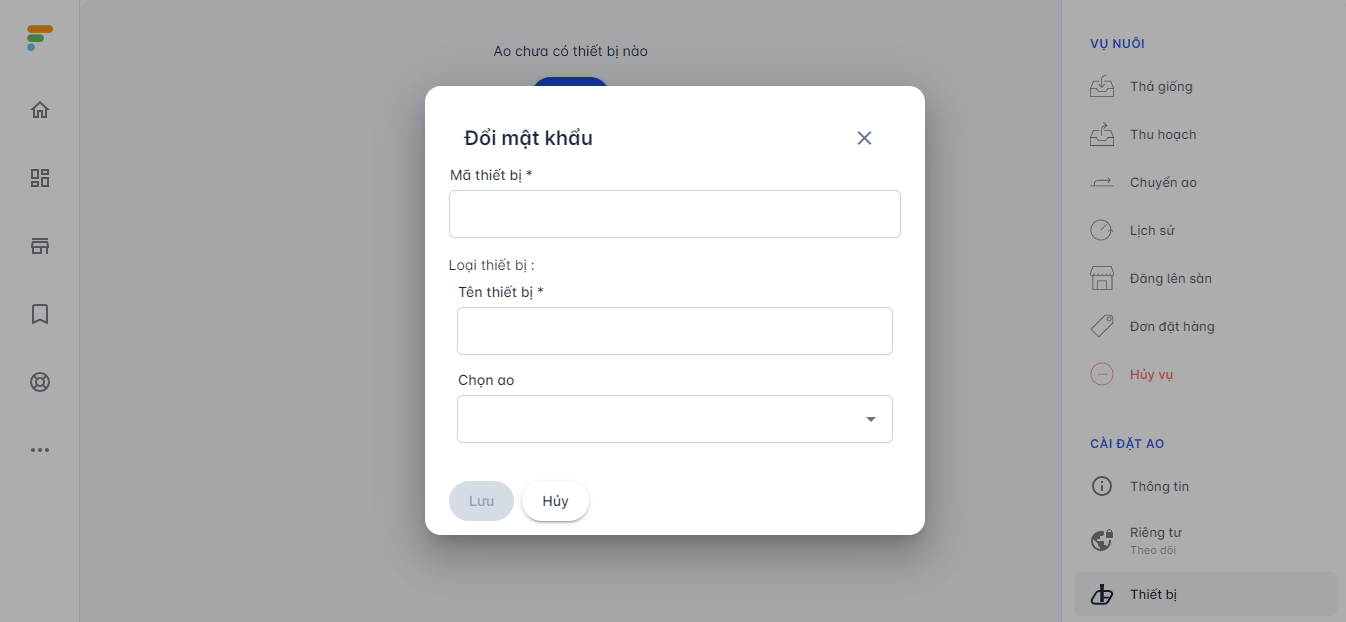 Ao chưa có thiết bị nào
Đổi mật khẩu
Mã thiết bị *
Loại thiết bị :
Tên thiết bị *
Chọn ao
Lưu
Hủy
VỤ NUÔI
Thả giống
Thu hoạch
Chuyển ao
Lịch sử
Đăng lên sàn
Đơn đặt hàng
Hủy vụ
CÀI ĐẶT AO
Thông tin
Riêng tư
Theo dõi
Thiết bị